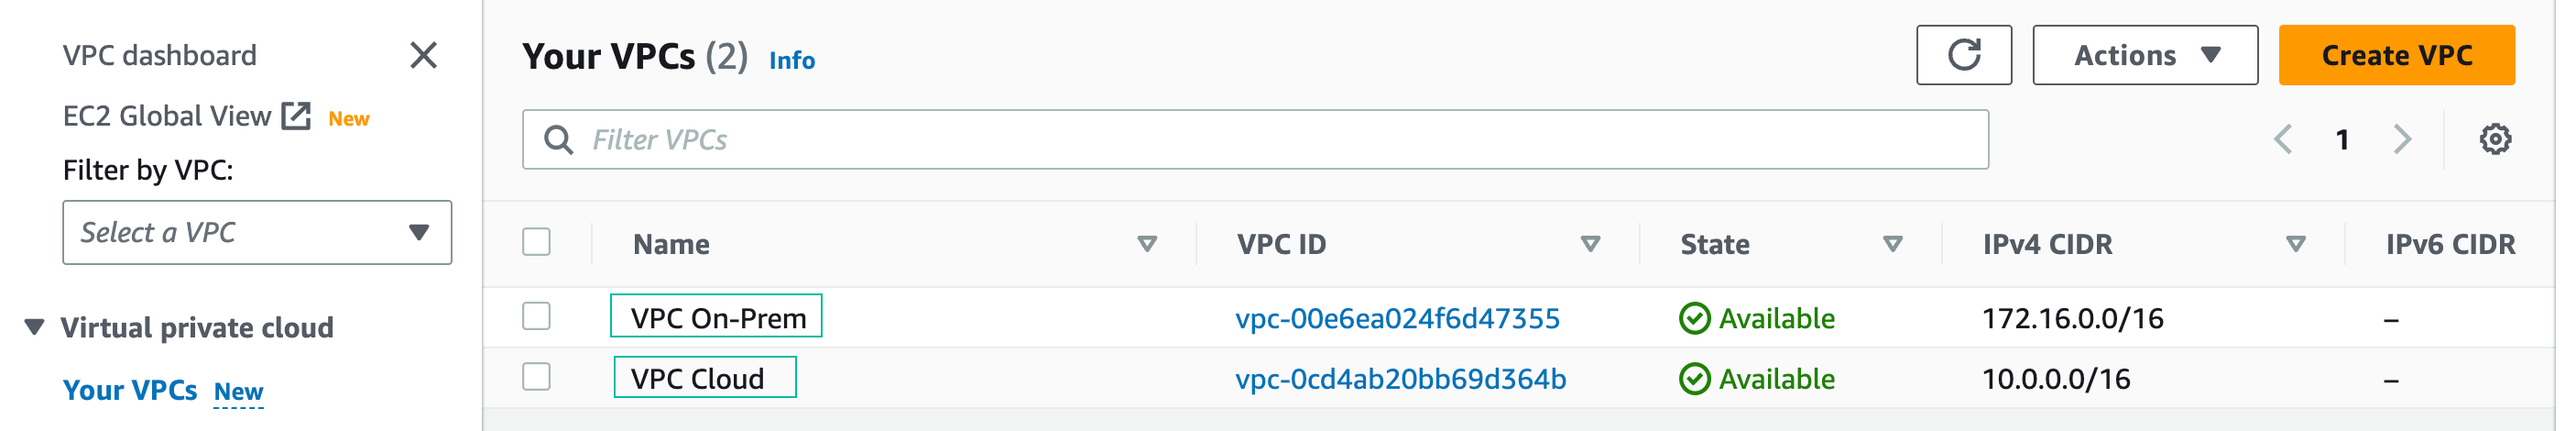 VPC dashboard
EC2 Global View New
Filter by VPC:
Select a VPC
Virtual private cloud
Your VPCs New
Your VPCs (2) Info
Actions
Create VPC
Filter VPCs
1
Name VPC ID State IPv4 CIDR IPv6 CIDR
VPC On-Prem vpc-00e6ea024f6d47355 Available 172.16.0.0/16 –
VPC Cloud vpc-0cd4ab20bb69d364b Available 10.0.0.0/16 –